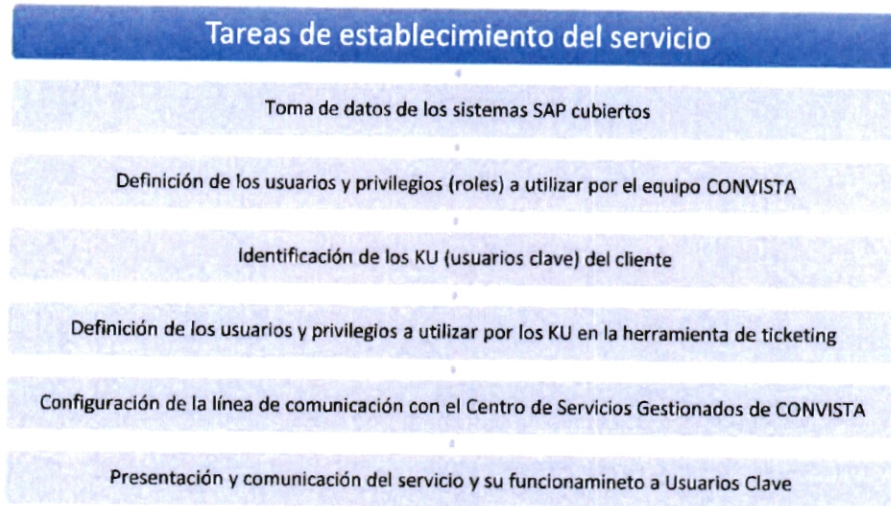 Tareas de establecimiento del servicio
Toma de datos de los sistemas SAP cubiertos
Definición de los usuarios y privilegios (roles) a utilizar por el equipo CONVISTA
Identificación de los KU (usuarios clave) del cliente
Definición de los usuarios y privilegios a utilizar por los KU en la herramienta de ticketing
Configuración de la línea de comunicación con el Centro de Servicios Gestionados de CONVISTA
Presentación y comunicación del servicio y su funcionamineto a Usuarios Clave